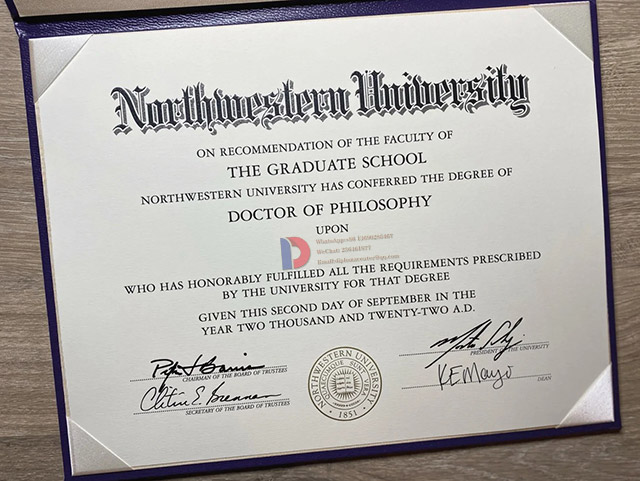 Northwestern University
ON RECOMMENDATION OF THE FACULTY OF
THE GRADUATE SCHOOL
NORTHWESTERN UNIVERSITY HAS CONFERRED THE DEGREE OF
DOCTOR OF PHILOSOPHY
UPON
WHO HAS HONORABLY FULFILLED ALL THE REQUIREMENTS PRESCRIBED
BY THE UNIVERSITY FOR THAT DEGREE
GIVEN THIS SECOND DAY OF SEPTEMBER IN THE
YEAR TWO THOUSAND AND TWENTY-TWO A.D.
CHAIRMAN OF THE BOARD OF TRUSTEES
SECRETARY OF THE BOARD OF TRUSTEES
PRESIDENT OF THE UNIVERSITY
KEMayo
DEAN
NORTHWESTERN UNIVERSITY
1851